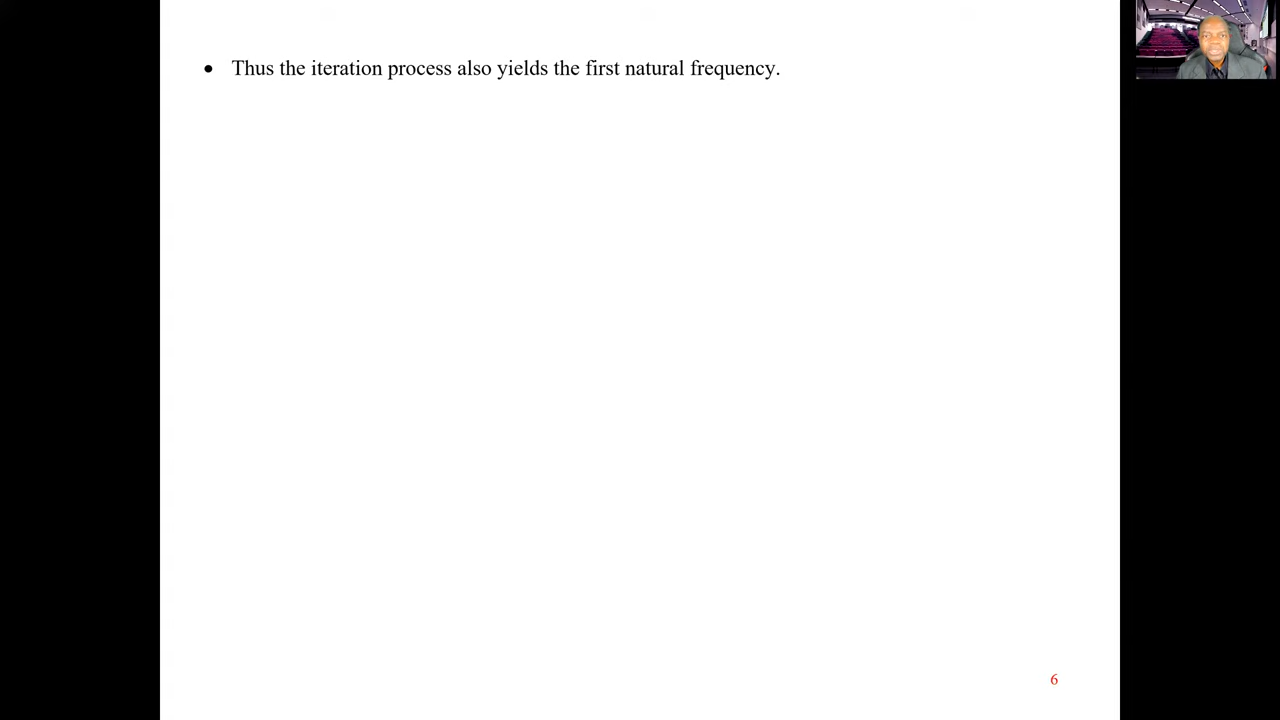 • Thus the iteration process also yields the first natural frequency.
6